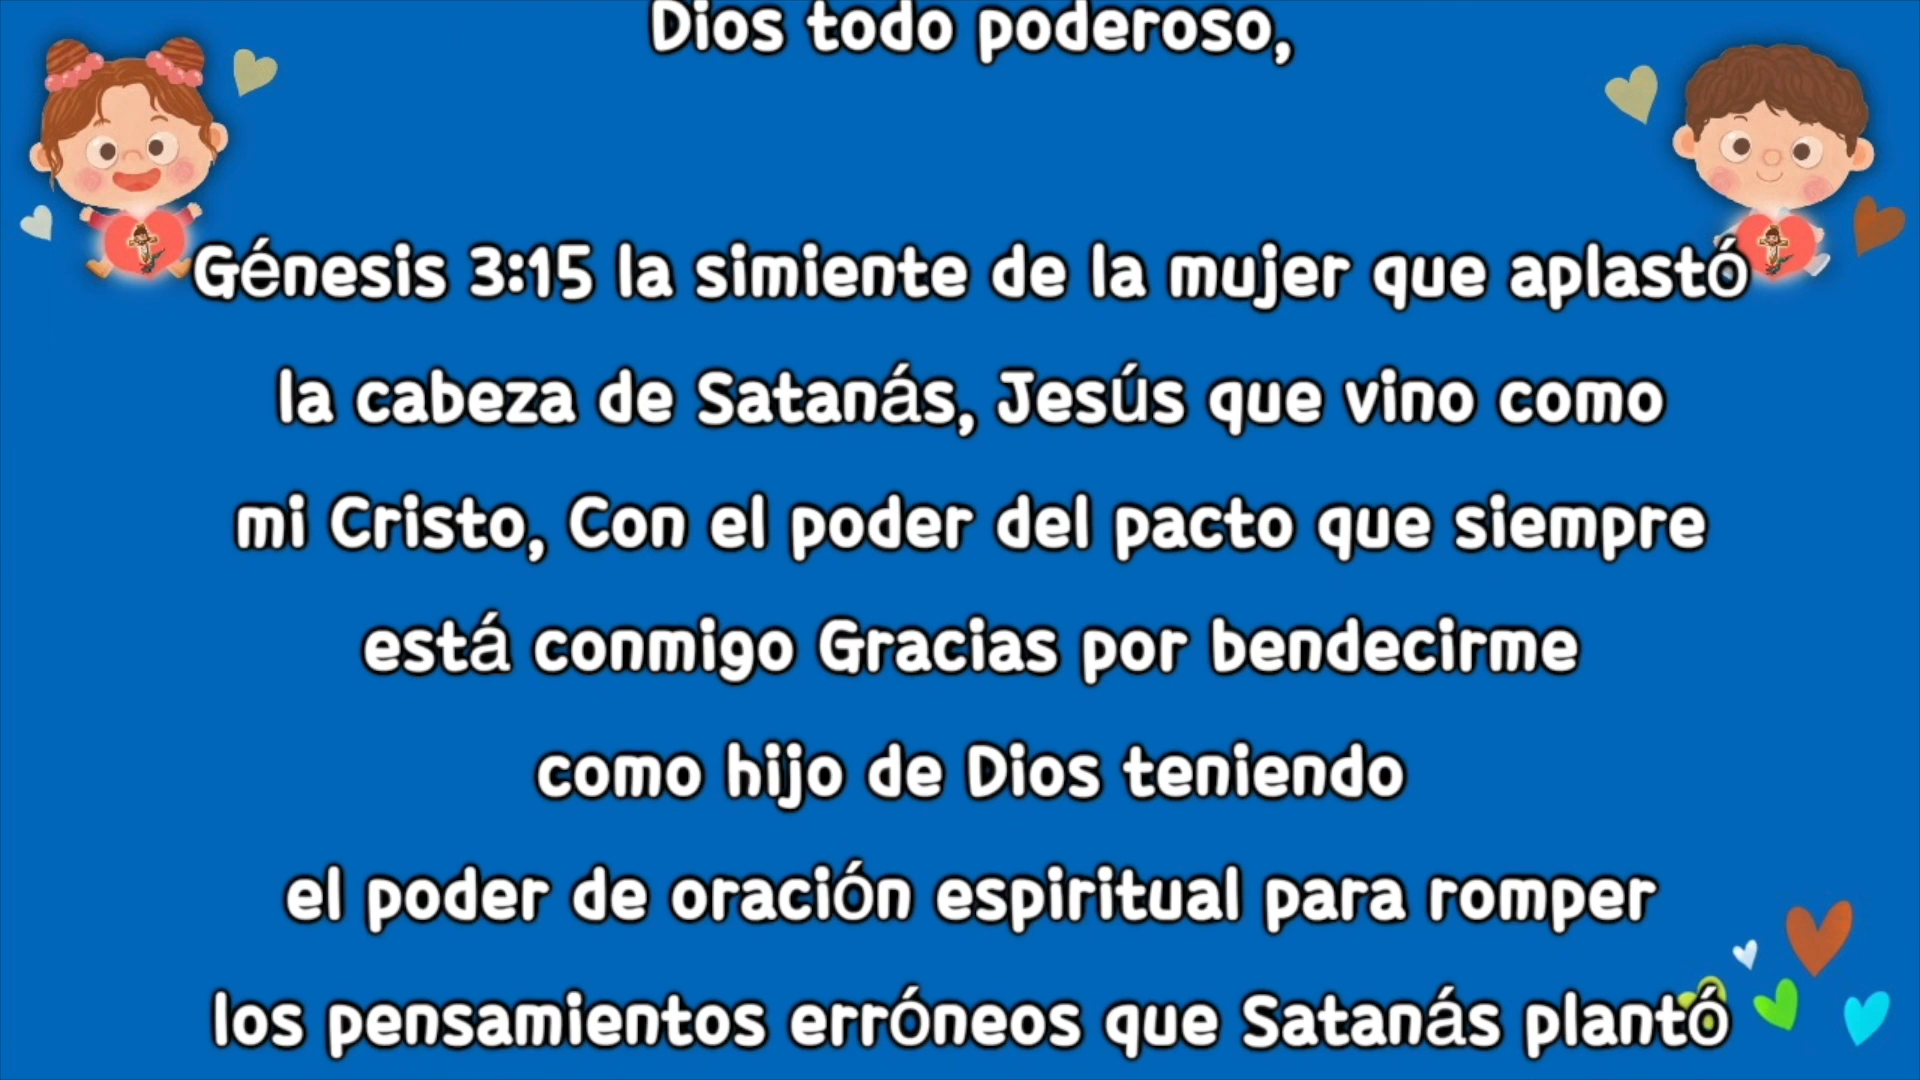 Dios todo poderoso,
Génesis 3:15 la simiente de la mujer que aplastó
la cabeza de Satanás, Jesús que vino como
mi Cristo, Con el poder del pacto que siempre
está conmigo Gracias por bendecirme
como hijo de Dios teniendo
el poder de oración espiritual para romper
los pensamientos erróneos que Satanás plantó